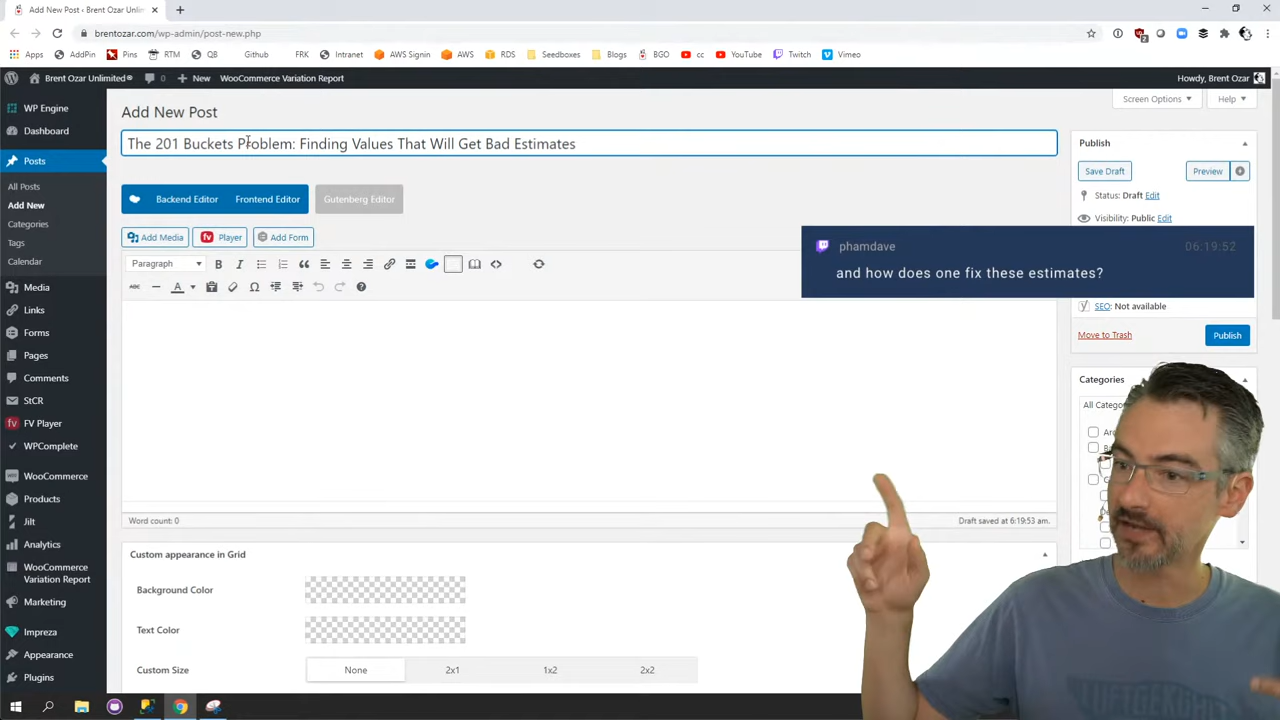 Add New Post ‹ Brent Ozar Unlimited
brentozar.com/wp-admin/post-new.php
Apps AddPin Pins RTM QB Github FRK Intranet AWS Signin AWS RDS Seedboxes Blogs BGO cc YouTube Twitch Vimeo
Brent Ozar Unlimited® 0 New WooCommerce Variation Report Howdy, Brent Ozar
Screen Options Help
WP Engine
Dashboard
Posts
All Posts
Add New
Categories
Tags
Calendar
Media
Links
Forms
Pages
Comments
StCR
FV Player
WPComplete
WooCommerce
Products
Jilt
Analytics
WooCommerce
Variation Report
Marketing
Impreza
Appearance
Plugins
Add New Post
The 201 Buckets Problem: Finding Values That Will Get Bad Estimates
Backend Editor Frontend Editor Gutenberg Editor
Add Media Player Add Form
Paragraph
Word count: 0 Draft saved at 6:19:53 am.
Custom appearance in Grid
Background Color
Text Color
Custom Size None 2x1 1x2 2x2
Publish
Save Draft Preview
Status: Draft Edit
Visibility: Public Edit
phamdave 06:19:52
and how does one fix these estimates?
SEO: Not available
Move to Trash Publish
Categories